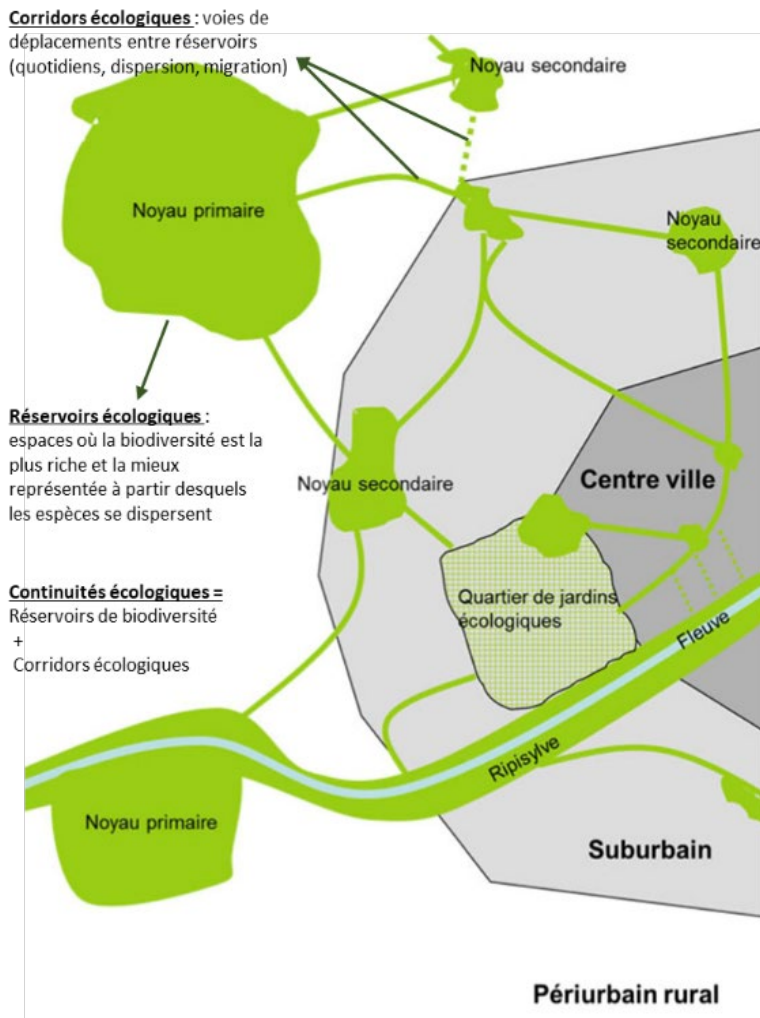 Corridors écologiques : voies de
déplacements entre réservoirs
(quotidiens, dispersion, migration)
Noyau secondaire
Noyau primaire
Noyau
secondaire
Réservoirs écologiques :
espaces où la biodiversité est la
plus riche et la mieux
représentée à partir desquels
les espèces se dispersent
Noyau secondaire
Centre ville
Continuités écologiques =
Réservoirs de biodiversité
+
Corridors écologiques
Quartier de jardins
écologiques
Fleuve
Ripisylve
Noyau primaire
Suburbain
Périurbain rural